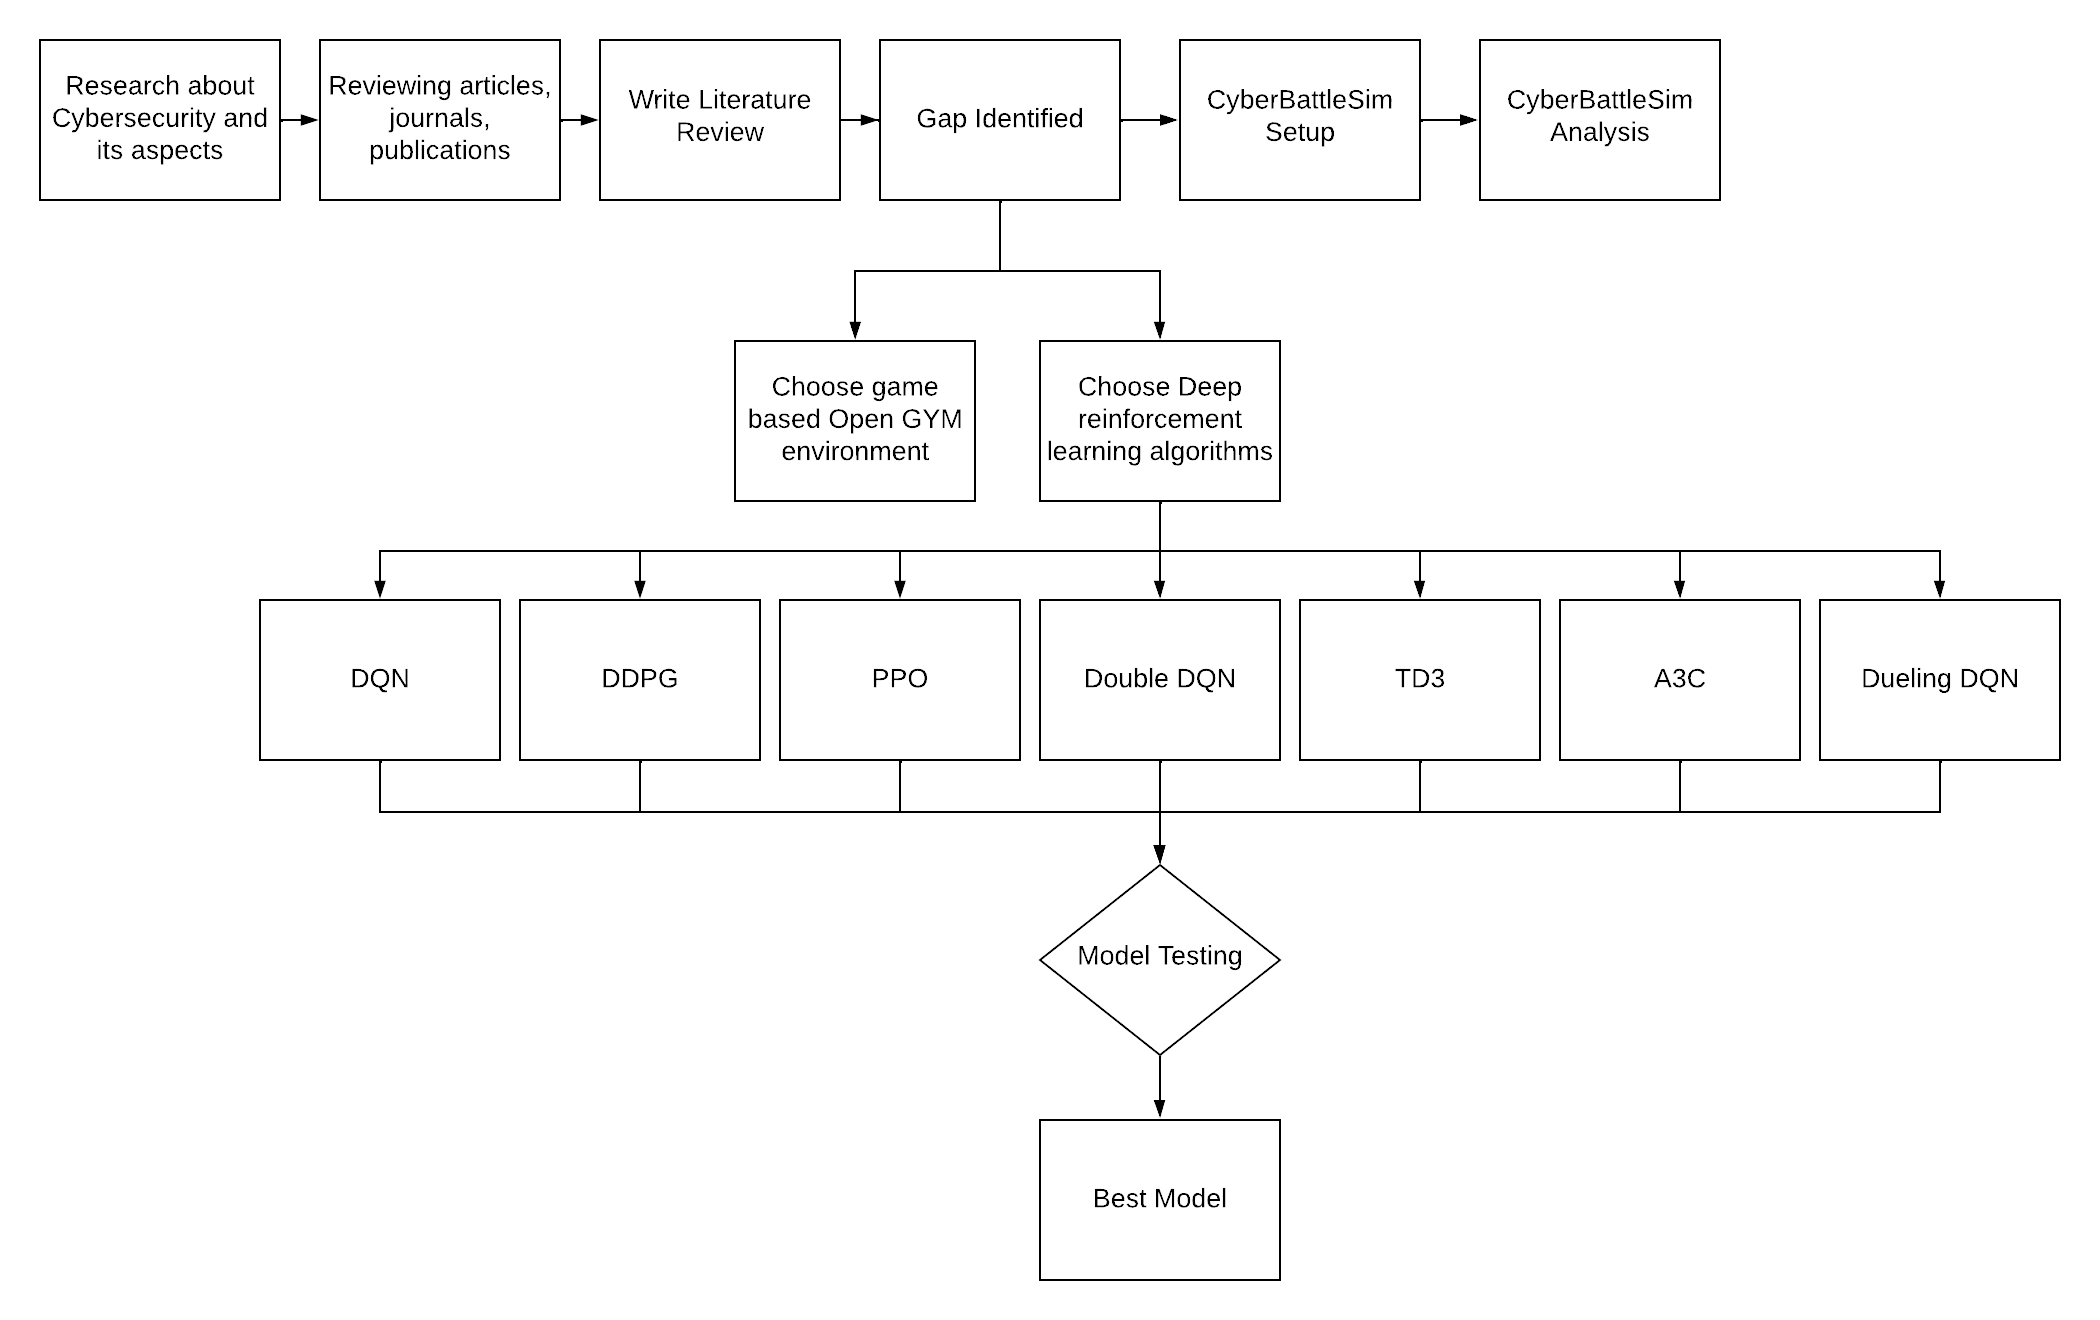 Research about
Cybersecurity and
its aspects
Reviewing articles,
journals,
publications
Write Literature
Review
Gap Identified
CyberBattleSim
Setup
CyberBattleSim
Analysis
Choose game
based Open GYM
environment
Choose Deep
reinforcement
learning algorithms
DQN
DDPG
PPO
Double DQN
TD3
A3C
Dueling DQN
Model Testing
Best Model